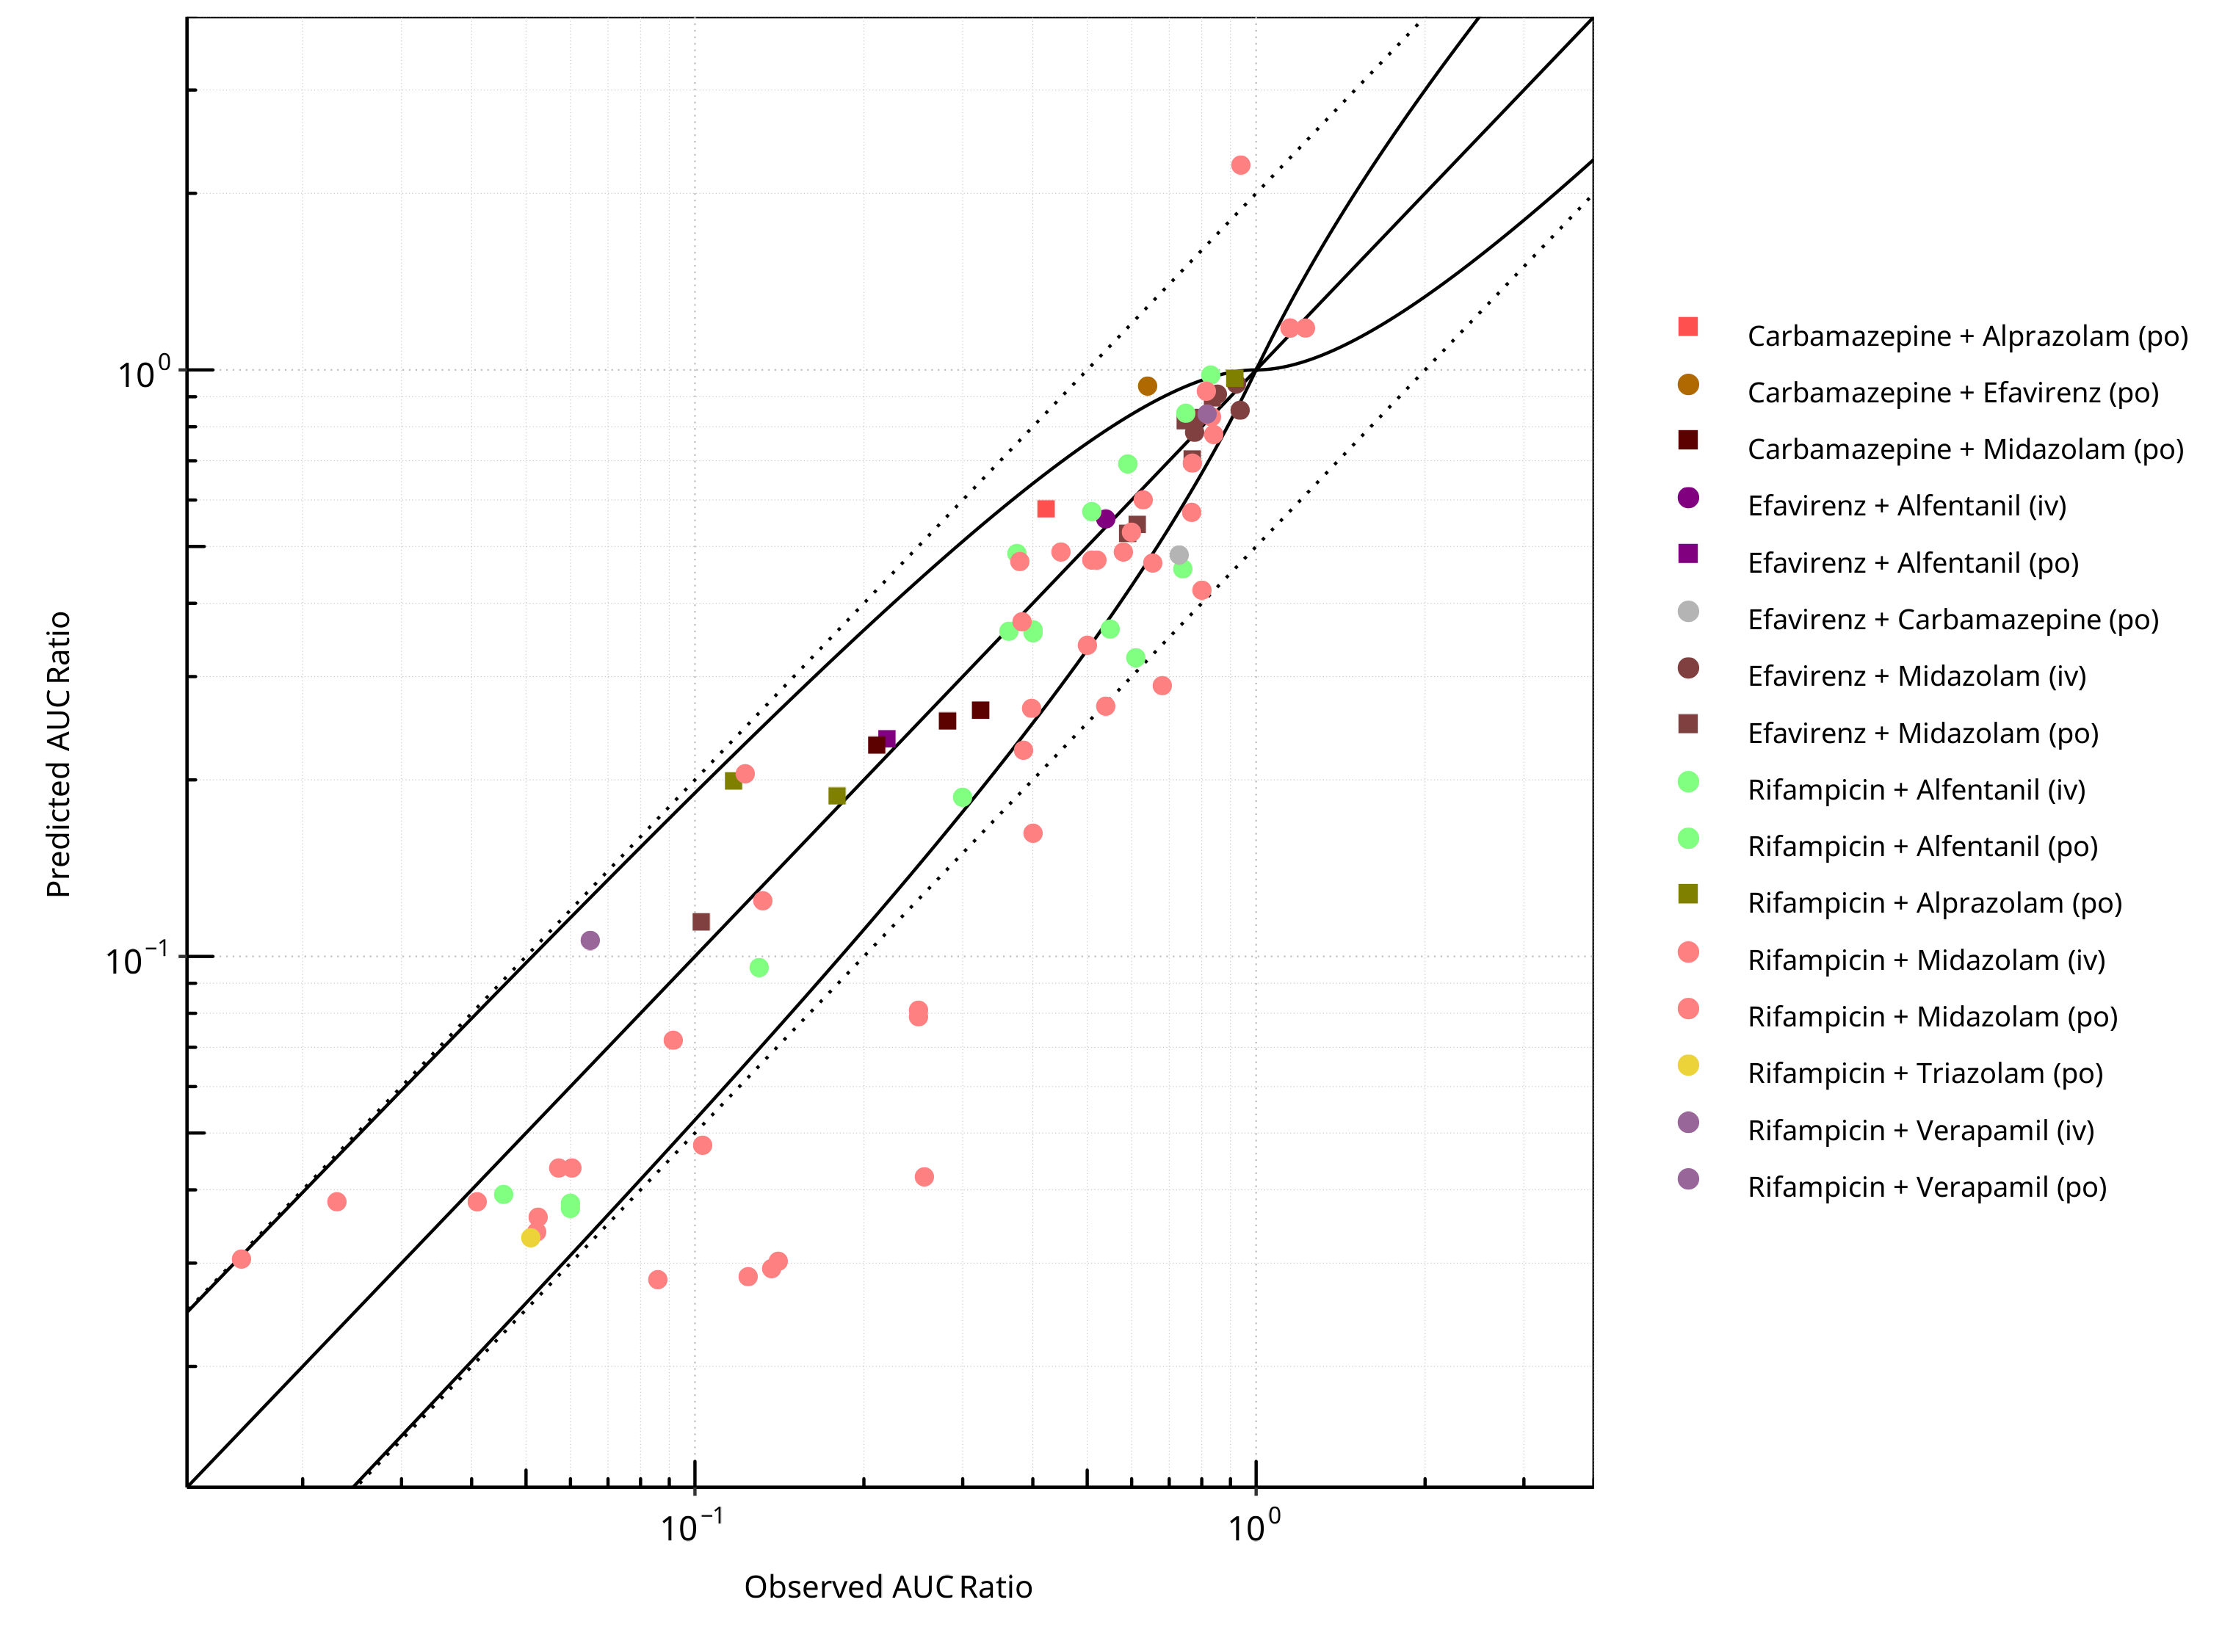 10⁰
10⁻¹
Predicted AUC Ratio
10⁻¹
10⁰
Observed AUC Ratio
Carbamazepine + Alprazolam (po)
Carbamazepine + Efavirenz (po)
Carbamazepine + Midazolam (po)
Efavirenz + Alfentanil (iv)
Efavirenz + Alfentanil (po)
Efavirenz + Carbamazepine (po)
Efavirenz + Midazolam (iv)
Efavirenz + Midazolam (po)
Rifampicin + Alfentanil (iv)
Rifampicin + Alfentanil (po)
Rifampicin + Alprazolam (po)
Rifampicin + Midazolam (iv)
Rifampicin + Midazolam (po)
Rifampicin + Triazolam (po)
Rifampicin + Verapamil (iv)
Rifampicin + Verapamil (po)